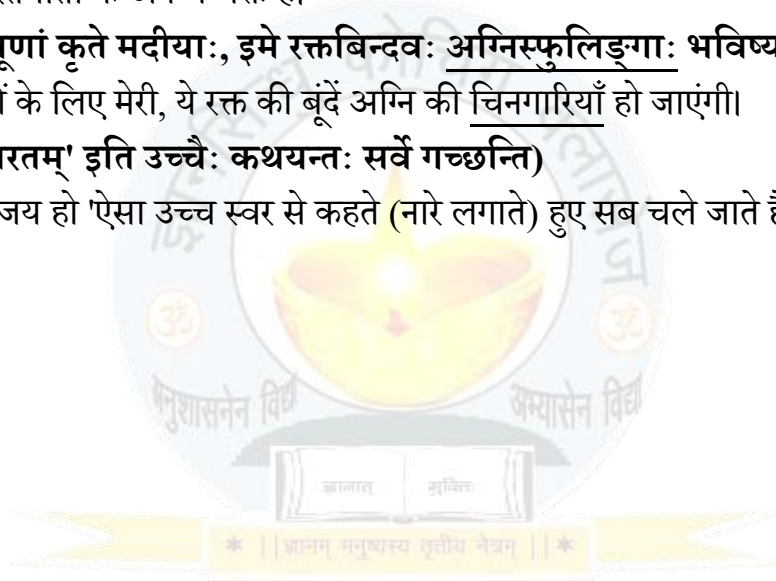 ूणां कृते मदीयाः, इमे रक्तबिन्दवः अग्निस्फुलिङ्गाः भविष्य
ों के लिए मेरी, ये रक्त की बूंदें अग्नि की चिनगारियाँ हो जाएंगी।
रतम्' इति उच्चैः कथयन्तः सर्वे गच्छन्ति)
जय हो 'ऐसा उच्च स्वर से कहते (नारे लगाते) हुए सब चले जाते है
ज्ञानसिन्धु कोचिंग क्लासेज
ॐ ॐ
अनुशासनेन विद्या अभ्यासेन विद्या
ज्ञानात् मुक्तिः
* ||ज्ञानम् मनुष्यस्य तृतीय नेत्रम् || *